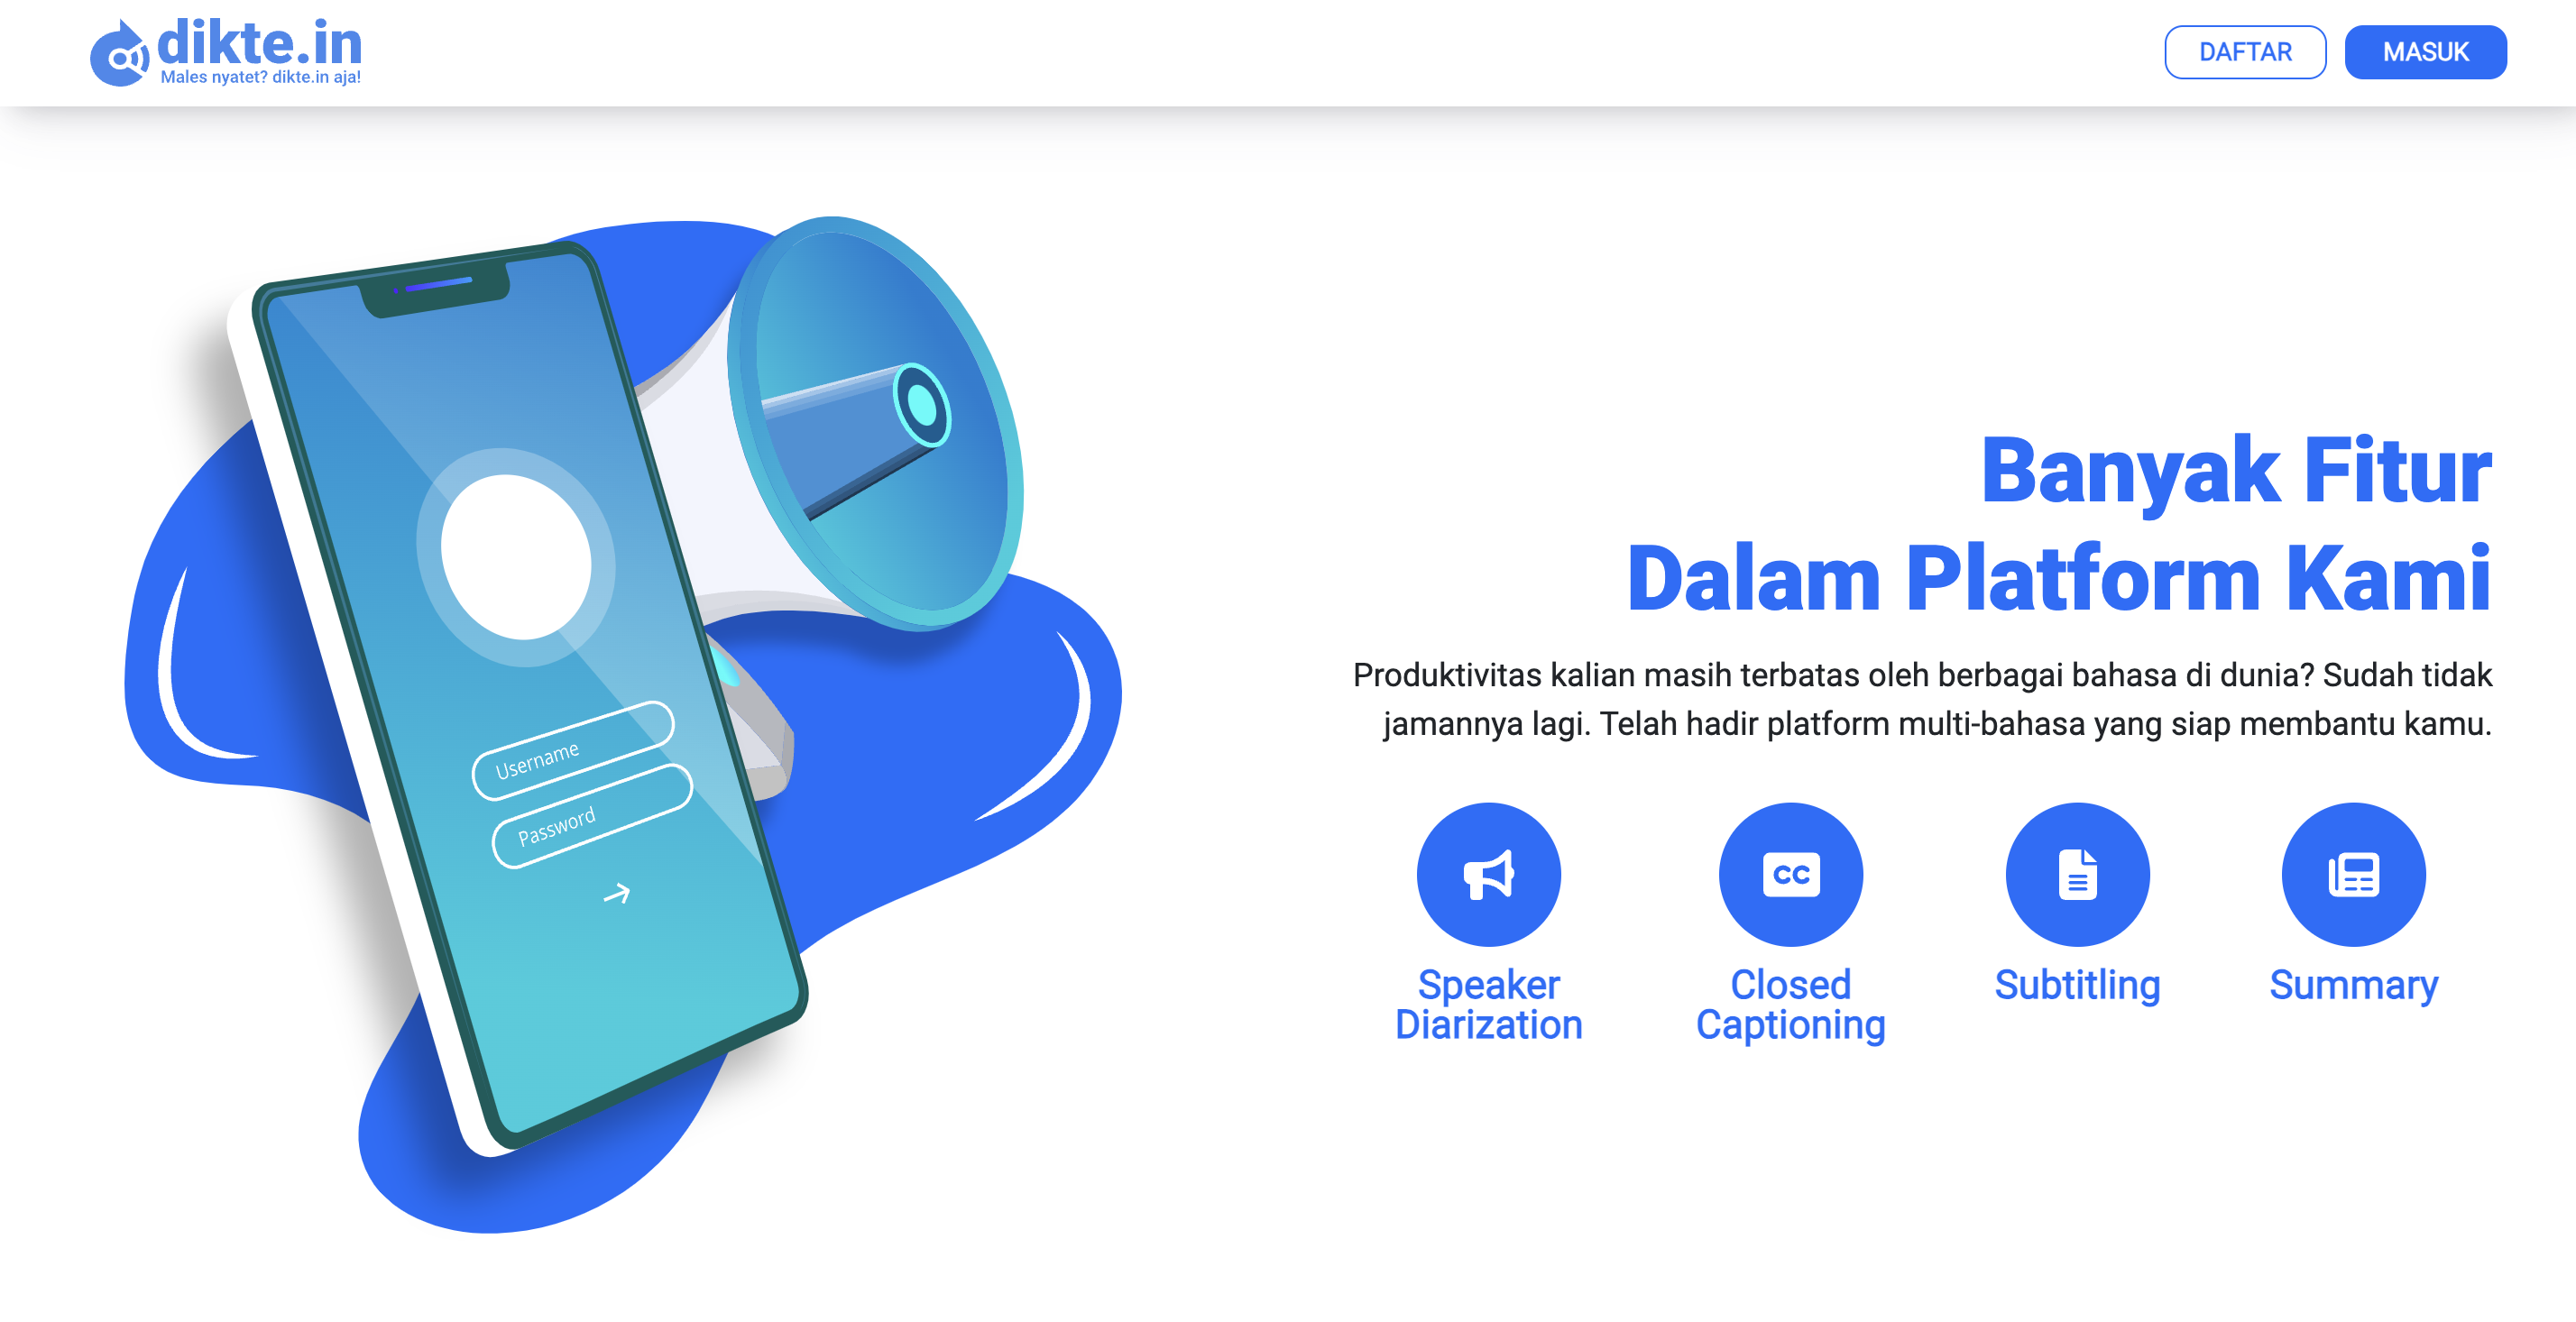 dikte.in
Males nyatet? dikte.in aja!
DAFTAR
MASUK
Username
Password
Banyak Fitur
Dalam Platform Kami
Produktivitas kalian masih terbatas oleh berbagai bahasa di dunia? Sudah tidak
jamannya lagi. Telah hadir platform multi-bahasa yang siap membantu kamu.
CC
Speaker
Diarization
Closed
Captioning
Subtitling
Summary